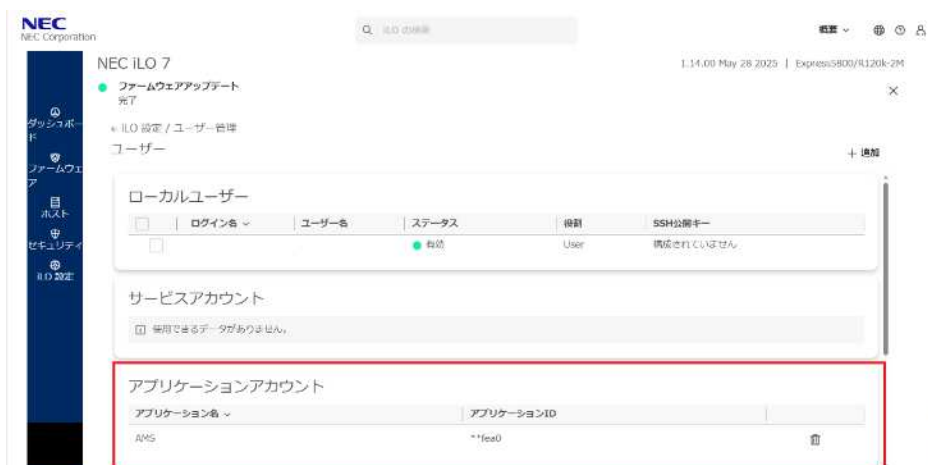 NEC
NEC Corporation
iLO の検索
概要
NEC iLO 7
1.14.00 May 28 2025 | Express5800/R120k-2M
ファームウェアアップデート
完了
iLO 設定 / ユーザー管理
ユーザー
+ 追加
ダッシュボード
ファームウェア
ホスト
セキュリティ
iLO 設定
ローカルユーザー
ログイン名 ユーザー名 ステータス 役割 SSH公開キー
有効 User 構成されていません
サービスアカウント
使用できるデータがありません。
アプリケーションアカウント
アプリケーション名 アプリケーションID
AMS **fea0